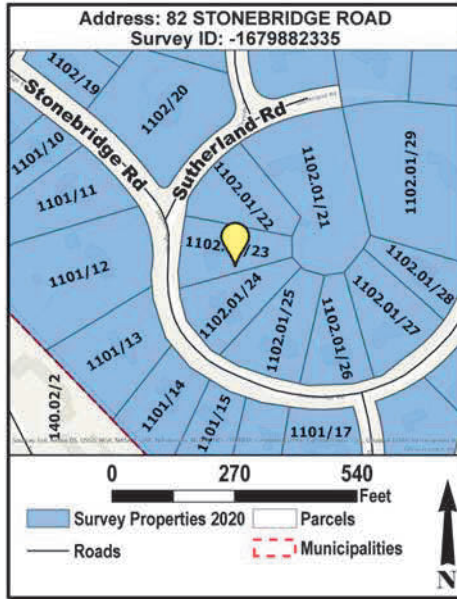 Address: 82 STONEBRIDGE ROAD
Survey ID: -1679882335
1102/19
1102/20
Stonebridge Rd
Sutherland Rd
1101/10
1101/11
1102.01/22
1102.01/21
1102.01/29
1102. /23
1101/12
1102.01/24
1102.01/25
1102.01/28
1102.01/27
1102.01/26
1101/13
1101/14
1101/15
1101/17
140.02/2
0 270 540
Feet
Survey Properties 2020
Parcels
Roads
Municipalities
N